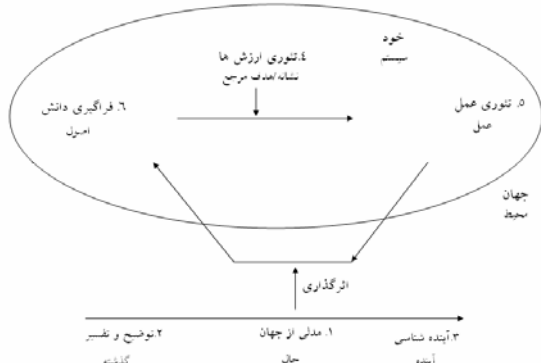 خود
سیستم
۴.تئوری ارزش ها
نشانه/هدف مرجع
۵. تئوری عمل
عمل
۶. فراگیری دانش
جهان
محیط
اثرگذاری
۳.آینده شناسی
آینده
۱. مدلی از جهان
حال
۲.توضیح و تفسیر
گذشته